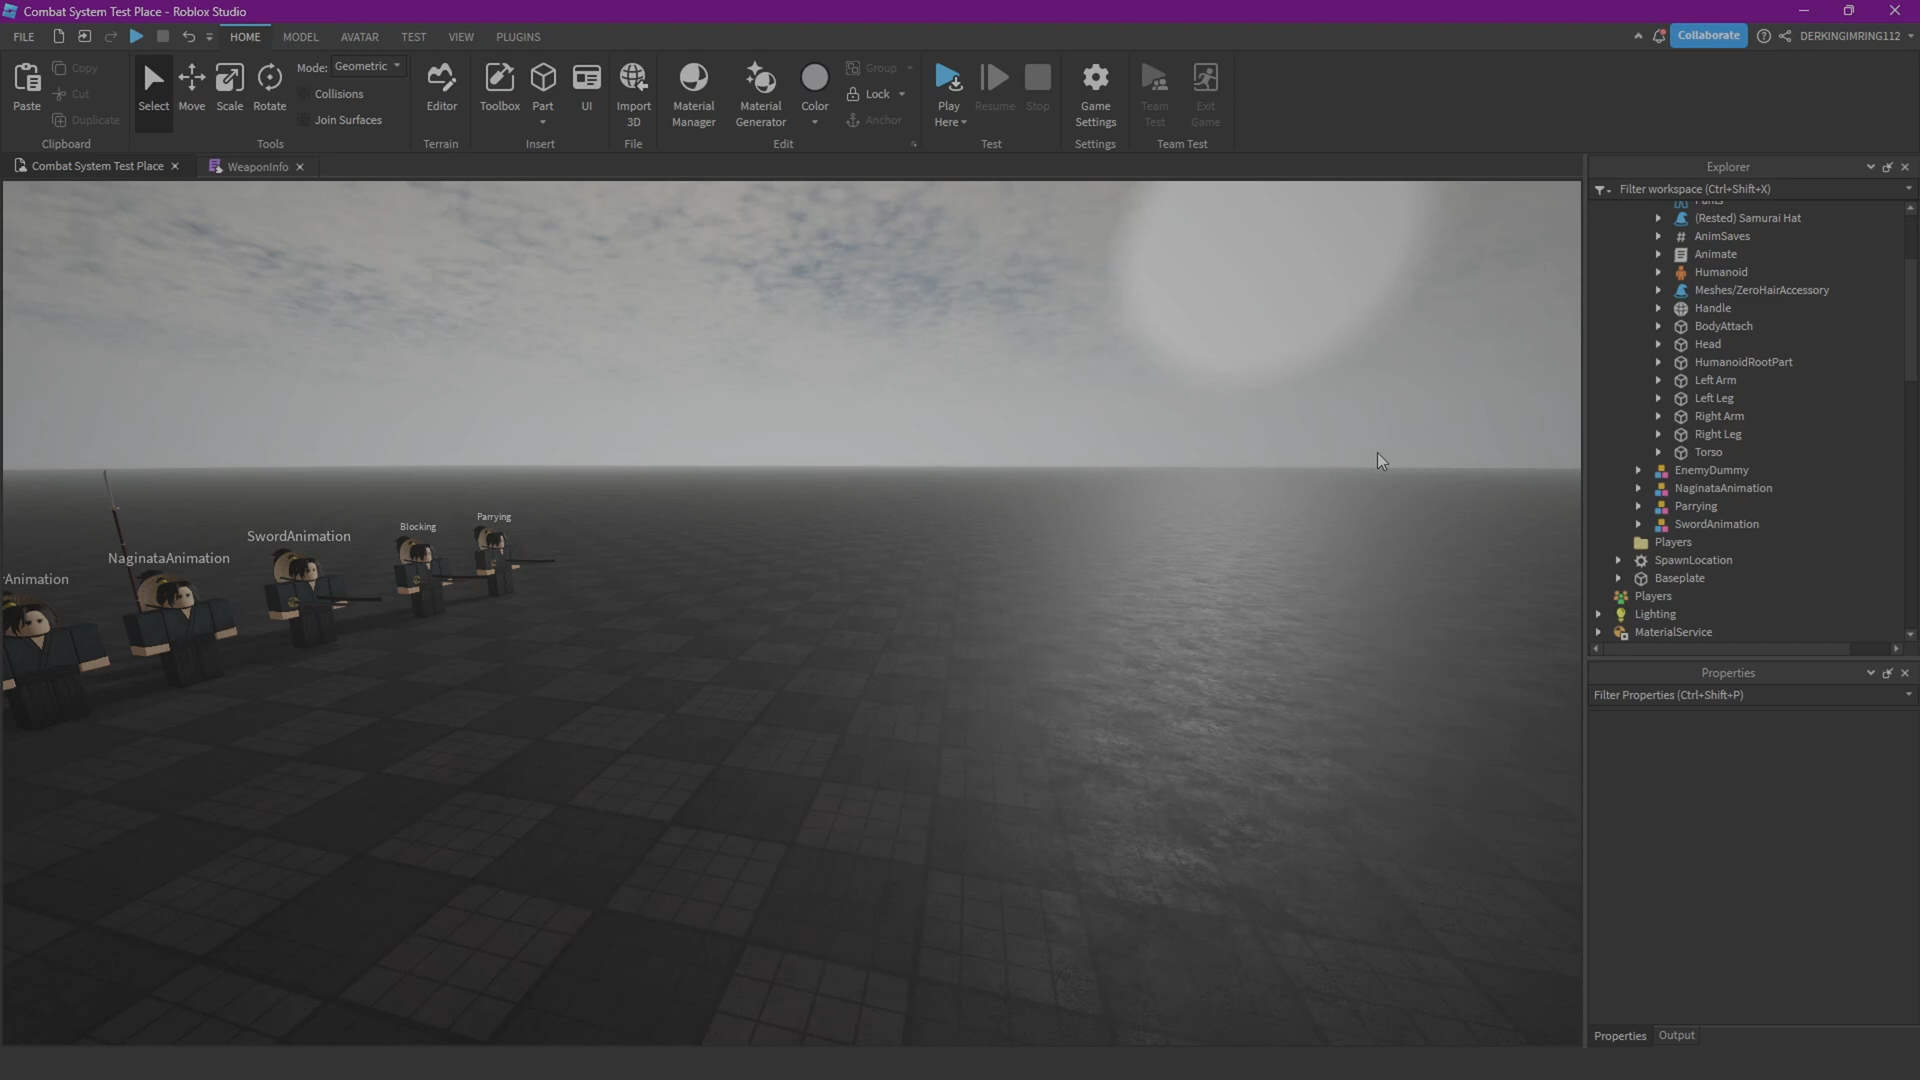 Combat System Test Place - Roblox Studio
FILE
HOME
MODEL
AVATAR
TEST
VIEW
PLUGINS
Collaborate
DERKINGIMRING112
Paste
Copy
Cut
Duplicate
Clipboard
Select
Move
Scale
Rotate
Mode: Geometric
Collisions
Join Surfaces
Tools
Editor
Terrain
Toolbox
Part
UI
Insert
Import
3D
File
Material
Manager
Material
Generator
Color
Group
Lock
Anchor
Edit
Play
Here
Resume
Stop
Test
Game
Settings
Settings
Team
Test
Exit
Game
Team Test
Combat System Test Place
WeaponInfo
Animation
NaginataAnimation
SwordAnimation
Blocking
Parrying
Explorer
Filter workspace (Ctrl+Shift+X)
Pants
(Rested) Samurai Hat
# AnimSaves
Animate
Humanoid
Meshes/ZeroHairAccessory
Handle
BodyAttach
Head
HumanoidRootPart
Left Arm
Left Leg
Right Arm
Right Leg
Torso
EnemyDummy
NaginataAnimation
Parrying
SwordAnimation
Players
SpawnLocation
Baseplate
Players
Lighting
MaterialService
Properties
Filter Properties (Ctrl+Shift+P)
Properties
Output